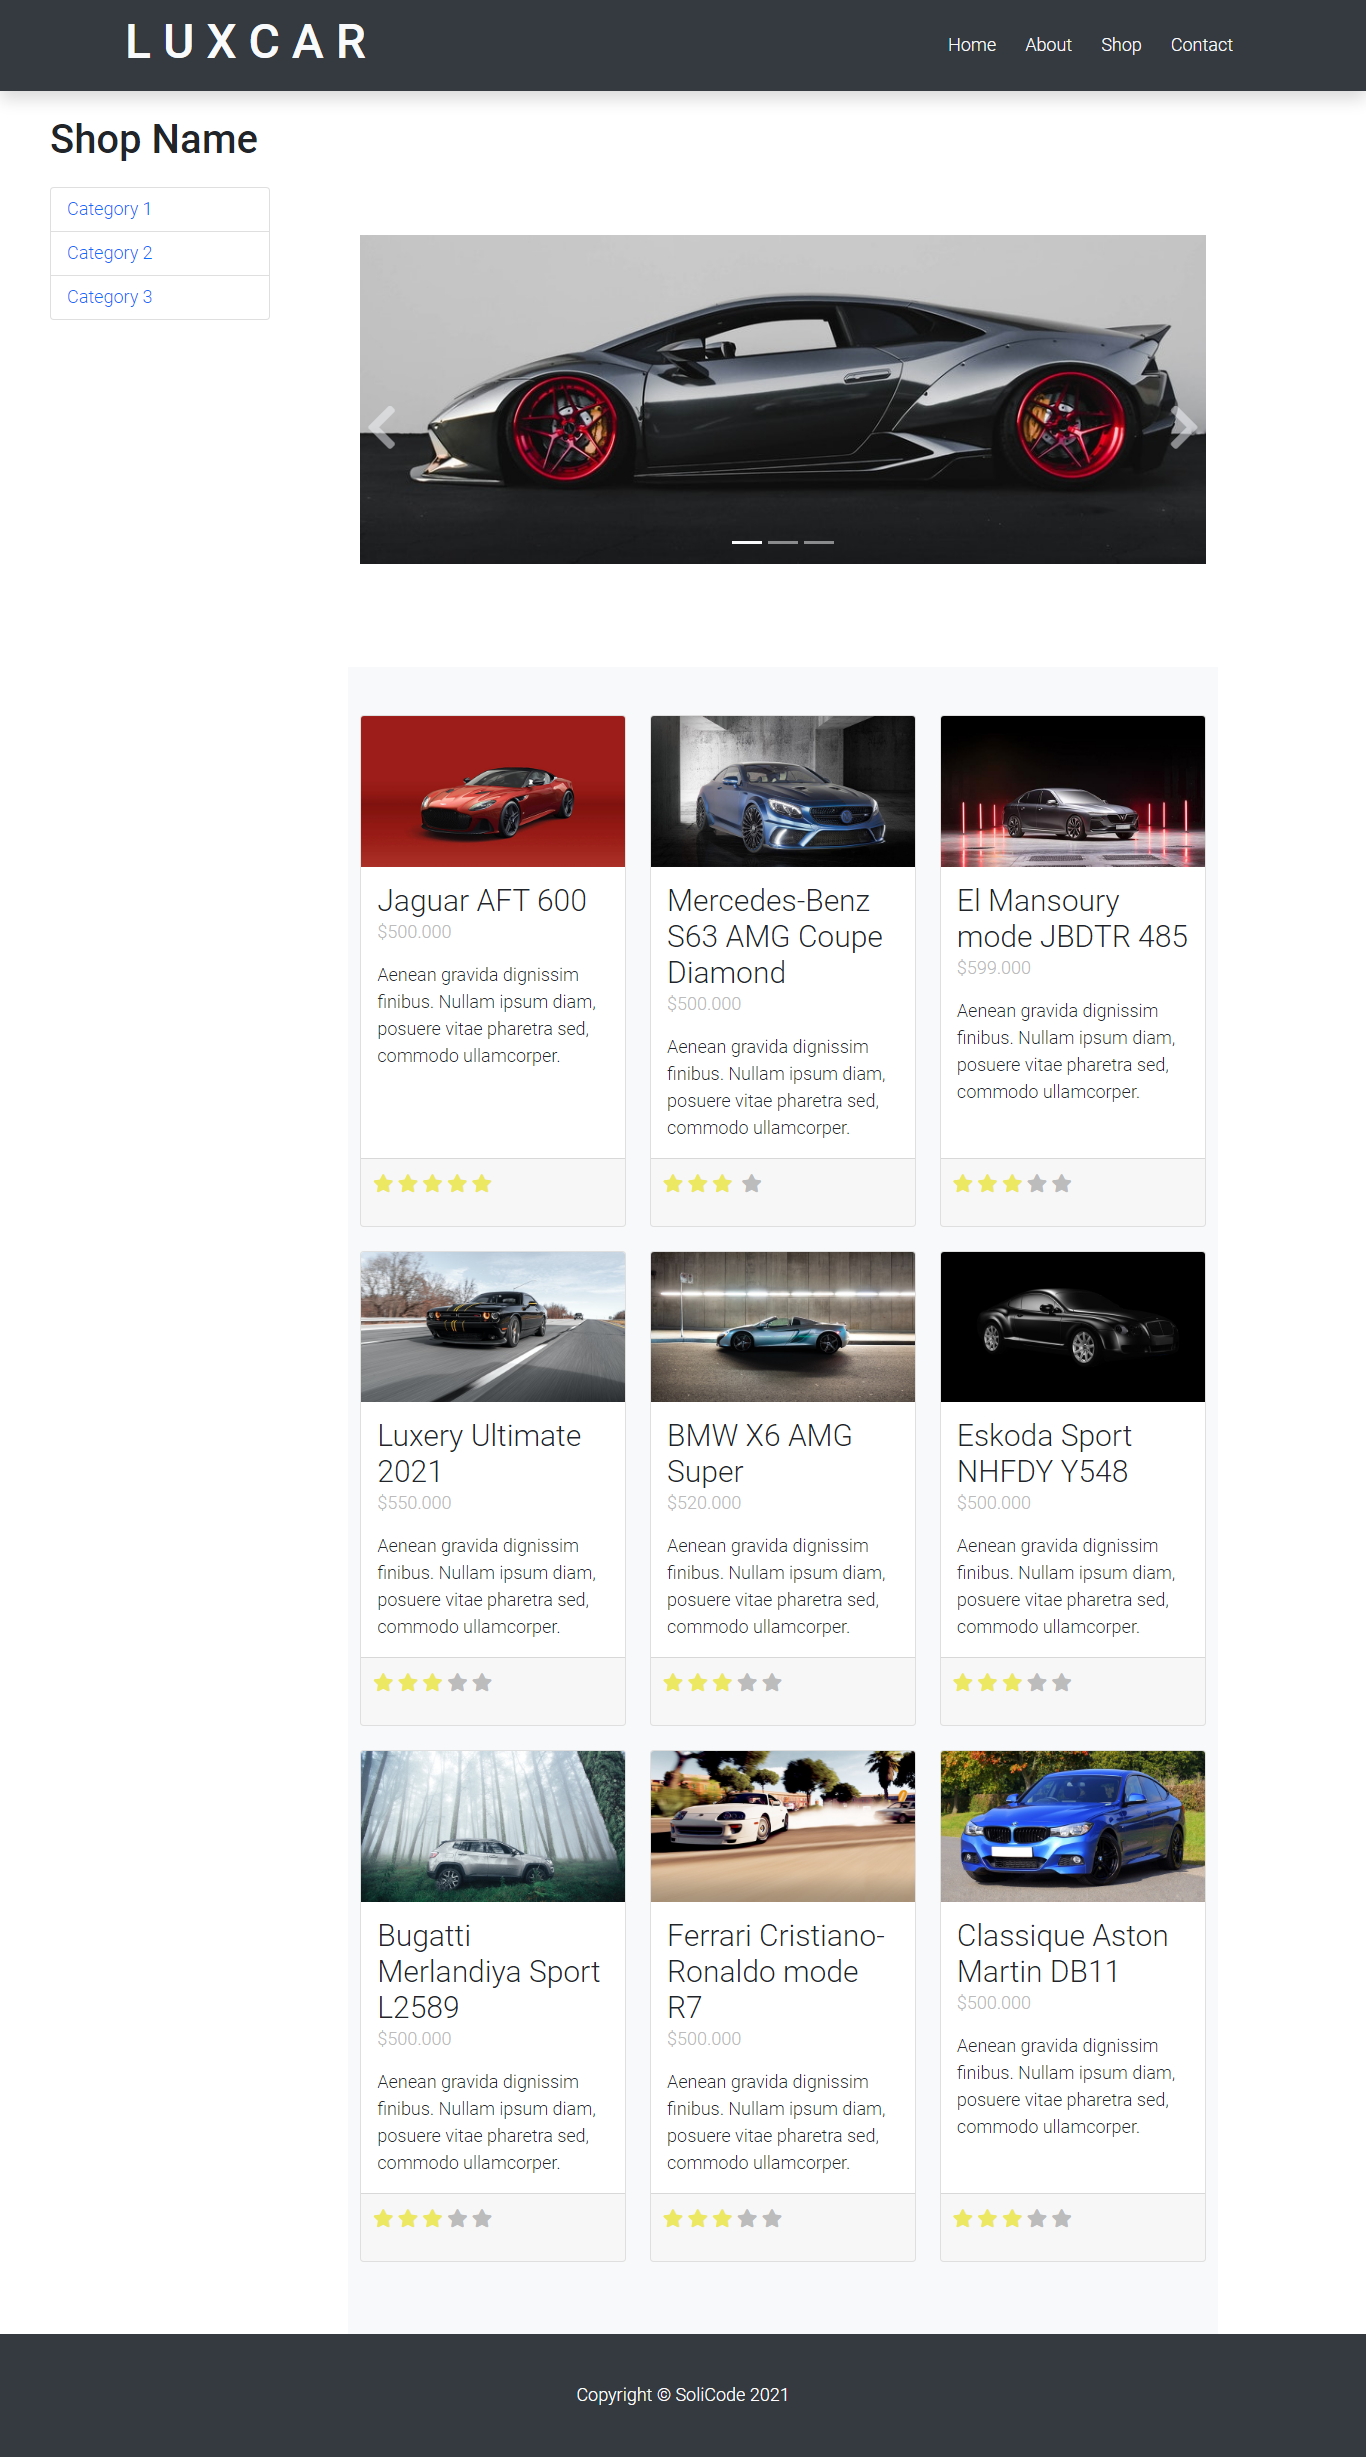 LUXCAR
Home About Shop Contact
Shop Name
Category 1
Category 2
Category 3
Jaguar AFT 600
$500.000
Aenean gravida dignissim
finibus. Nullam ipsum diam,
posuere vitae pharetra sed,
commodo ullamcorper.
Mercedes-Benz
S63 AMG Coupe
Diamond
$500.000
Aenean gravida dignissim
finibus. Nullam ipsum diam,
posuere vitae pharetra sed,
commodo ullamcorper.
El Mansoury
mode JBDTR 485
$599.000
Aenean gravida dignissim
finibus. Nullam ipsum diam,
posuere vitae pharetra sed,
commodo ullamcorper.
Luxery Ultimate
2021
$550.000
Aenean gravida dignissim
finibus. Nullam ipsum diam,
posuere vitae pharetra sed,
commodo ullamcorper.
BMW X6 AMG
Super
$520.000
Aenean gravida dignissim
finibus. Nullam ipsum diam,
posuere vitae pharetra sed,
commodo ullamcorper.
Eskoda Sport
NHFDY Y548
$500.000
Aenean gravida dignissim
finibus. Nullam ipsum diam,
posuere vitae pharetra sed,
commodo ullamcorper.
Bugatti
Merlandiya Sport
L2589
$500.000
Aenean gravida dignissim
finibus. Nullam ipsum diam,
posuere vitae pharetra sed,
commodo ullamcorper.
Ferrari Cristiano-
Ronaldo mode
R7
$500.000
Aenean gravida dignissim
finibus. Nullam ipsum diam,
posuere vitae pharetra sed,
commodo ullamcorper.
Classique Aston
Martin DB11
$500.000
Aenean gravida dignissim
finibus. Nullam ipsum diam,
posuere vitae pharetra sed,
commodo ullamcorper.
Copyright © SoliCode 2021